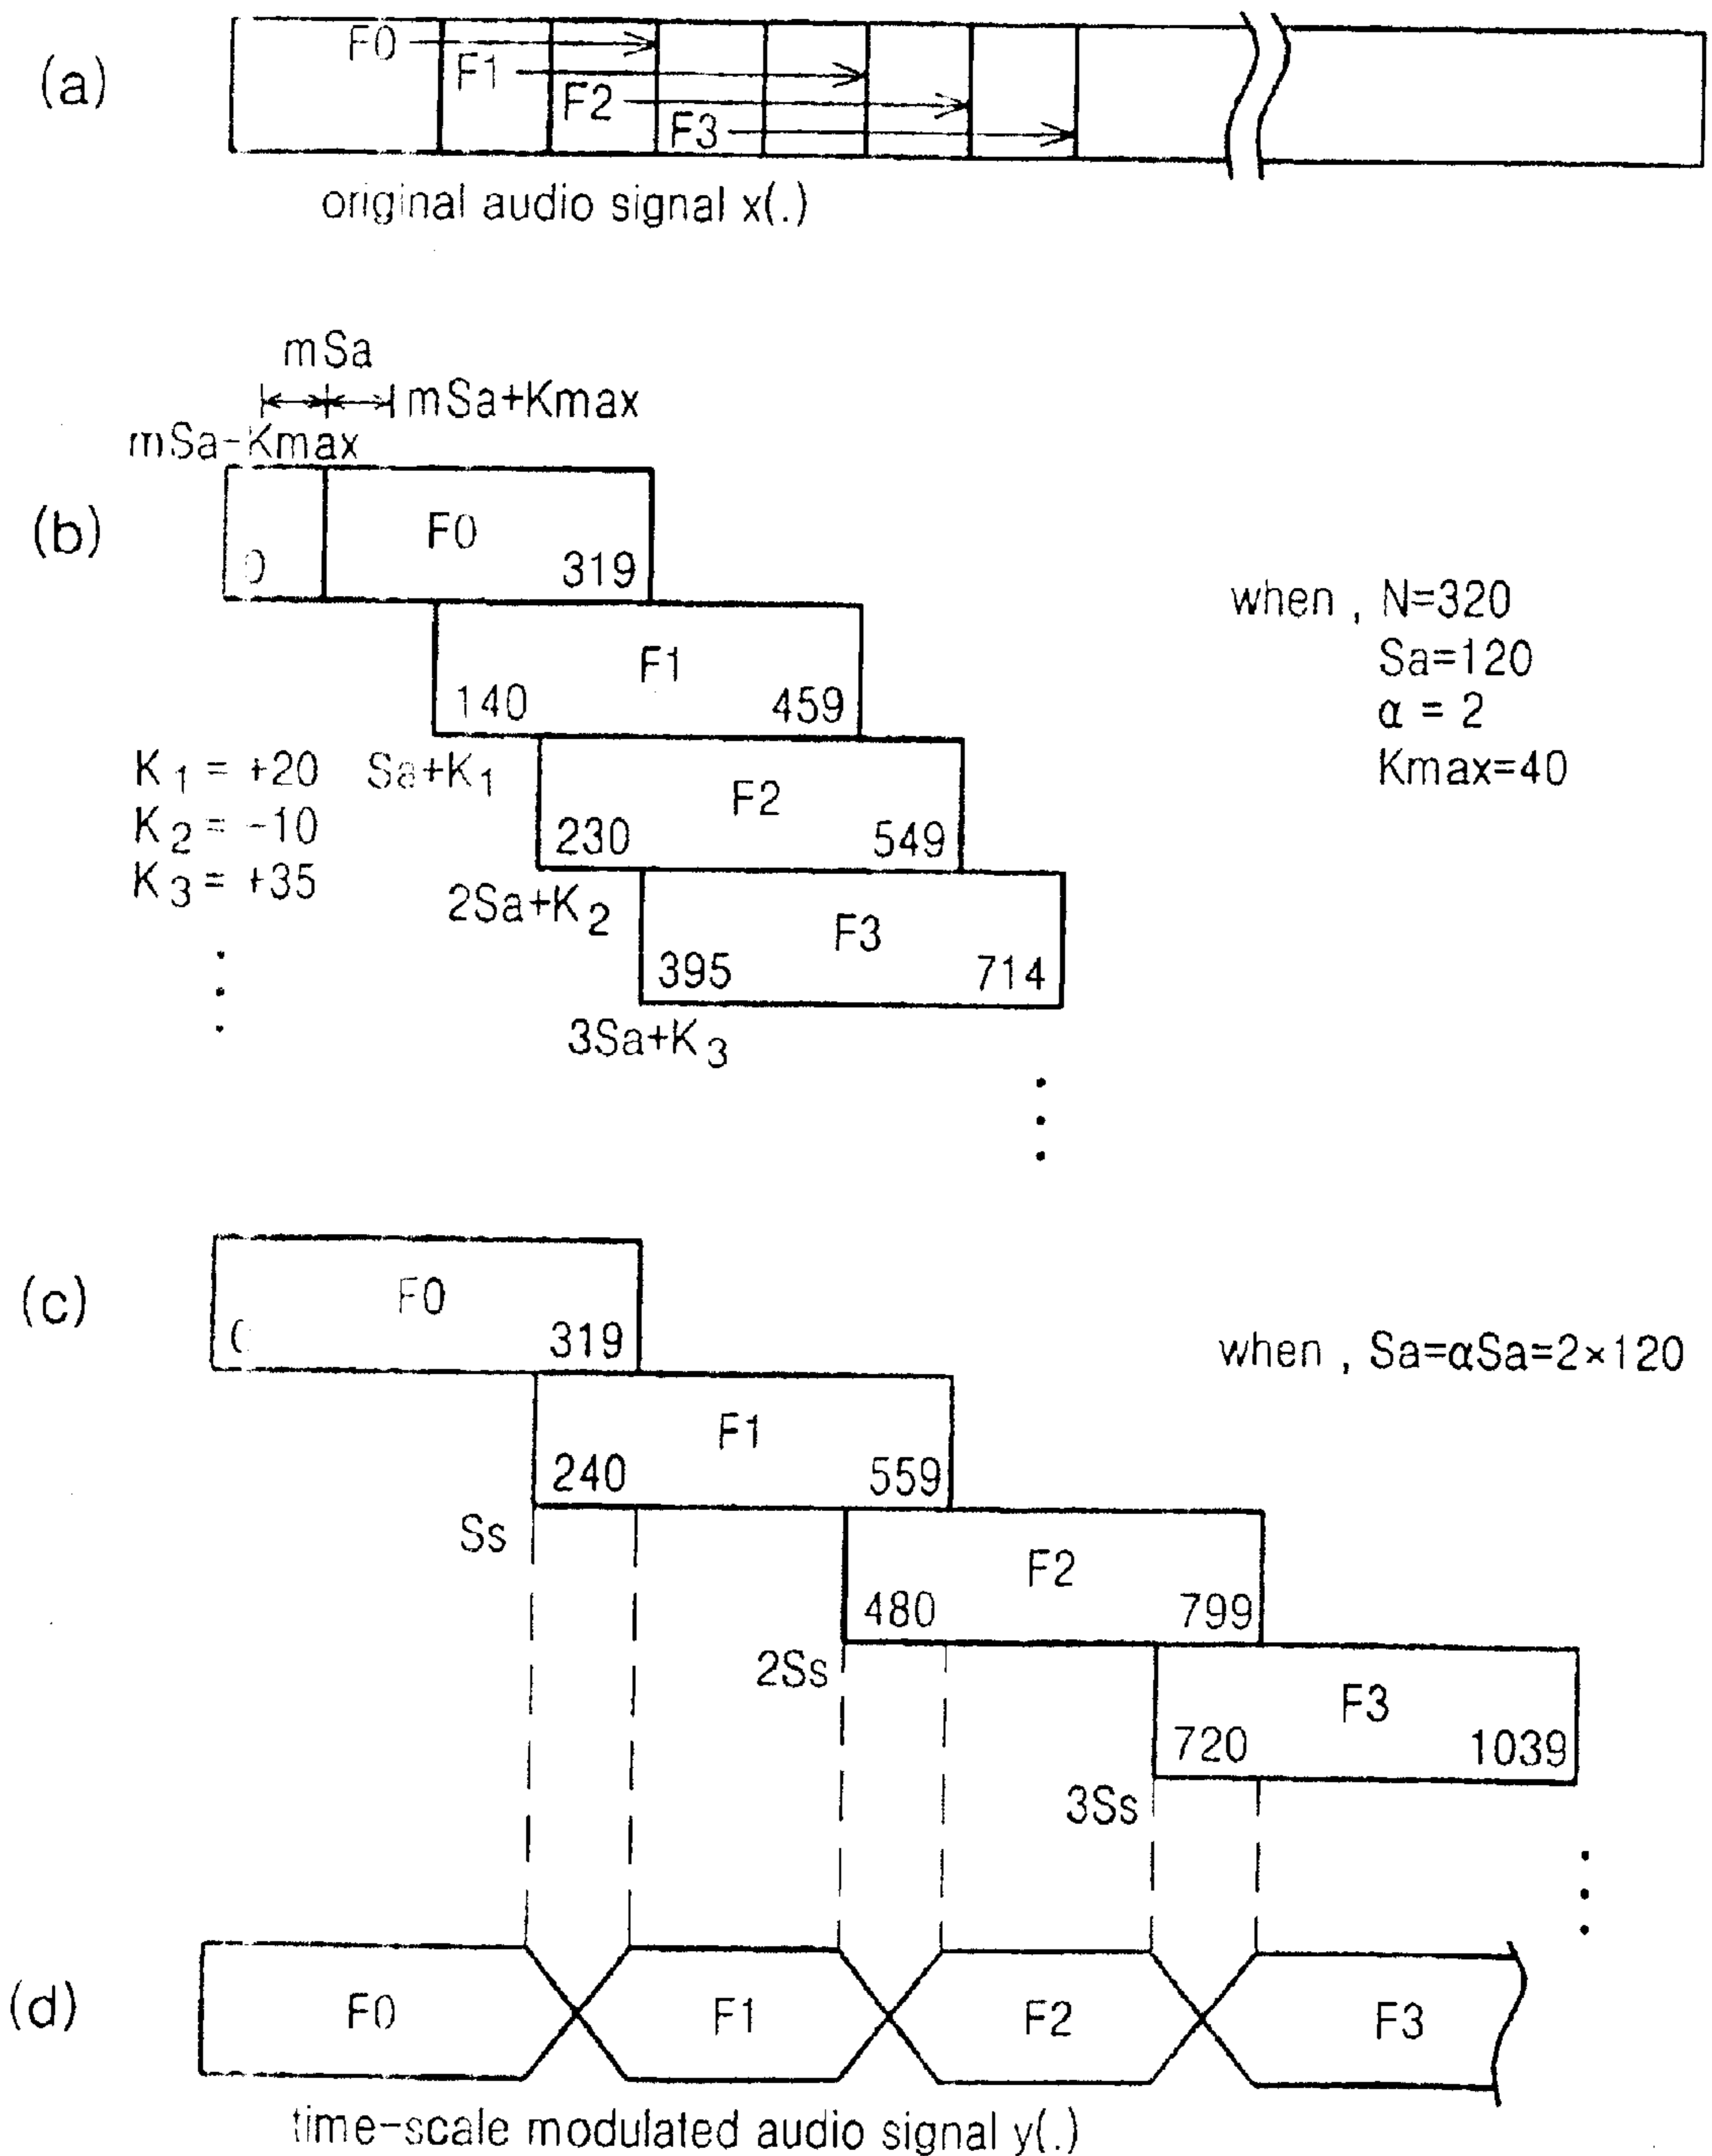 (a)
F0
F1
F2
F3
original audio signal x(.)
mSa
mSa+Kmax
mSa-Kmax
(b)
F0
0 319
when , N=320
Sa=120
α = 2
Kmax=40
F1
140 459
K1 = +20
K2 = -10
K3 = +35
Sa+K1
F2
230 549
2Sa+K2
F3
395 714
3Sa+K3
(c)
F0
0 319
when , Sa=αSa=2×120
F1
240 559
Ss
F2
480 799
2Ss
F3
720 1039
3Ss
(d)
F0 F1 F2 F3
time-scale modulated audio signal y(.)